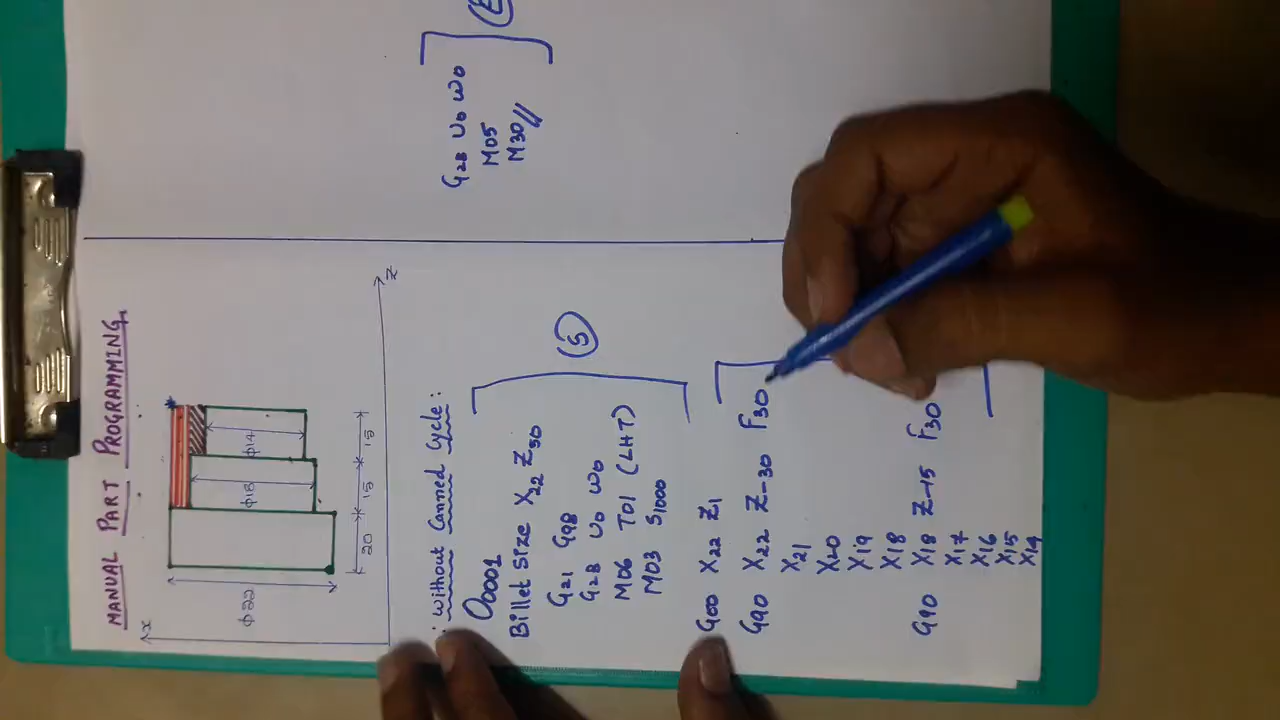 MANUAL PART PROGRAMMING
X
Z
φ22
φ18
φ14
20
15
15
: Without Canned Cycle:
O0001
Billet size X22 Z50
G21 G98
G28 U0 W0
M06 T01 (LHT)
M03 S1000
(S)
G00 X22 Z1
G90 X22 Z-30 F30
X21
X20
X19
X18
G90 X18 Z-15 F30
X17
X16
X15
X14
G28 U0 W0
M05
M30//